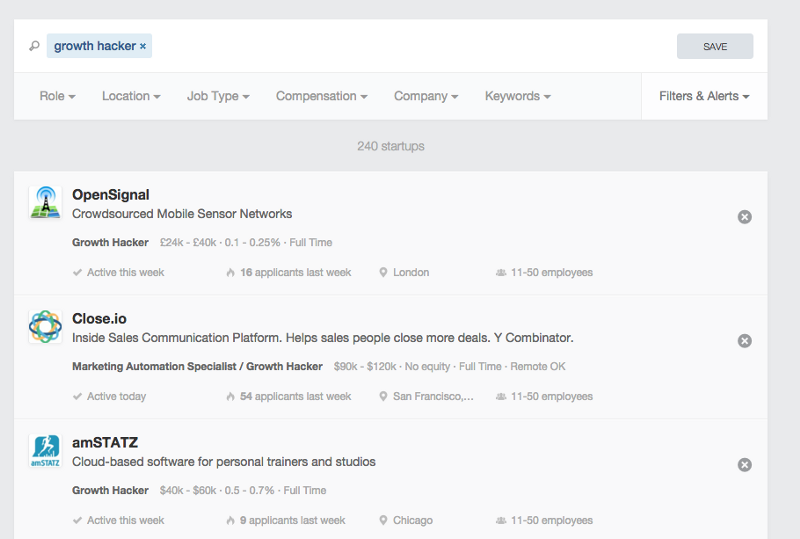 growth hacker ×
SAVE
Role Location Job Type Compensation Company Keywords Filters & Alerts
240 startups
OpenSignal
Crowdsourced Mobile Sensor Networks
Growth Hacker £24k - £40k · 0.1 - 0.25% · Full Time
Active this week 16 applicants last week London 11-50 employees
Close.io
Inside Sales Communication Platform. Helps sales people close more deals. Y Combinator.
Marketing Automation Specialist / Growth Hacker $90k - $120k · No equity · Full Time · Remote OK
Active today 54 applicants last week San Francisco,... 11-50 employees
amSTATZ
amSTATZ
Cloud-based software for personal trainers and studios
Growth Hacker $40k - $60k · 0.5 - 0.7% · Full Time
Active this week 9 applicants last week Chicago 11-50 employees